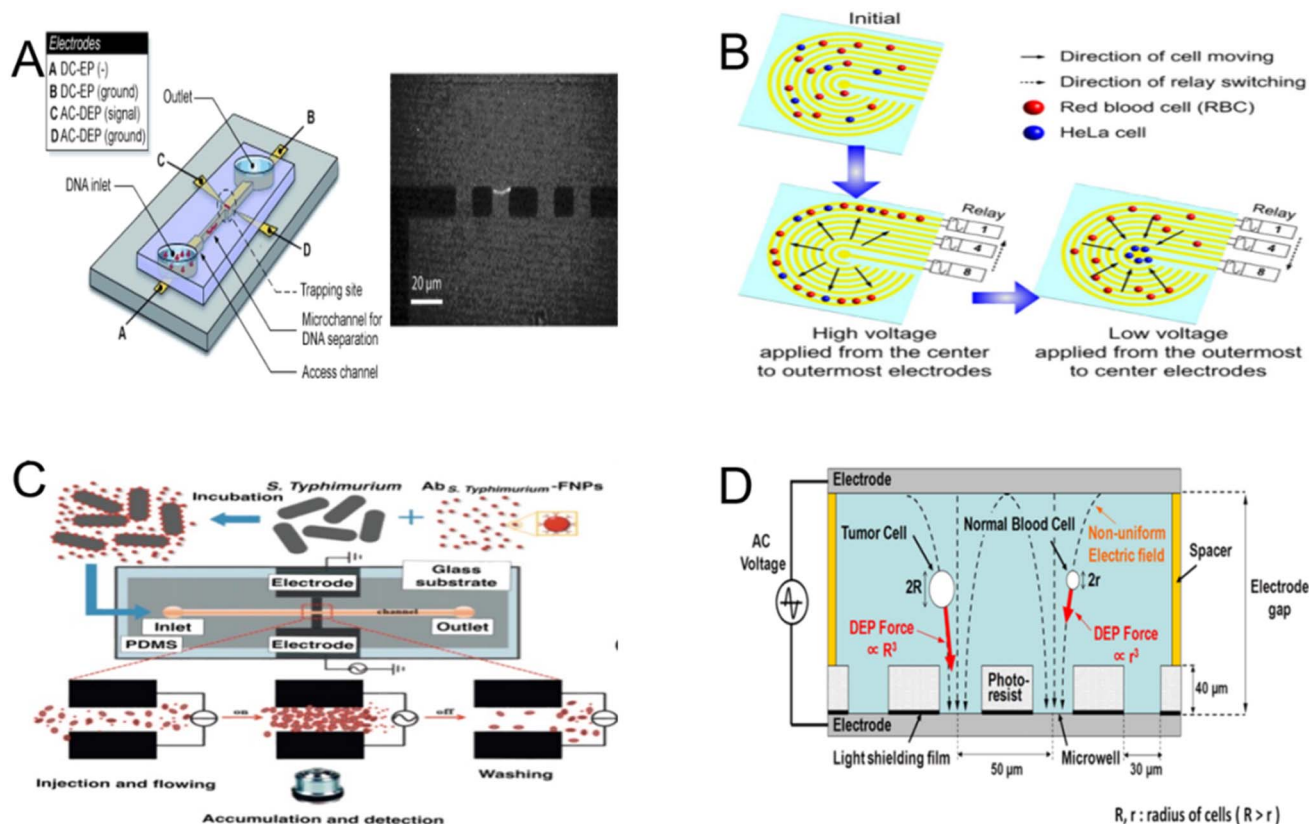 A
Electrodes
A DC-EP (-)
B DC-EP (ground)
C AC-DEP (signal)
D AC-DEP (ground)
Outlet
B
C
DNA inlet
D
Trapping site
Microchannel for
DNA separation
A
Access channel
20 µm
B
Initial
Direction of cell moving
Direction of relay switching
Red blood cell (RBC)
HeLa cell
Relay
1
4
8
Relay
1
4
8
High voltage
applied from the center
to outermost electrodes
Low voltage
applied from the outermost
to center electrodes
C
Incubation
S. Typhimurium
+
Ab S. Typhimurium-FNPs
Electrode
Glass
substrate
channel
Inlet
Outlet
PDMS
Electrode
on
off
Injection and flowing
Washing
Accumulation and detection
D
Electrode
Tumor Cell
Normal Blood Cell
Non-uniform
Electric field
AC
Voltage
Spacer
2R
2r
Electrode
gap
DEP Force
∝ R³
DEP Force
∝ r³
Photo-
resist
40 µm
Electrode
Light shielding film
50 µm
Microwell
30 µm
R, r : radius of cells ( R > r )